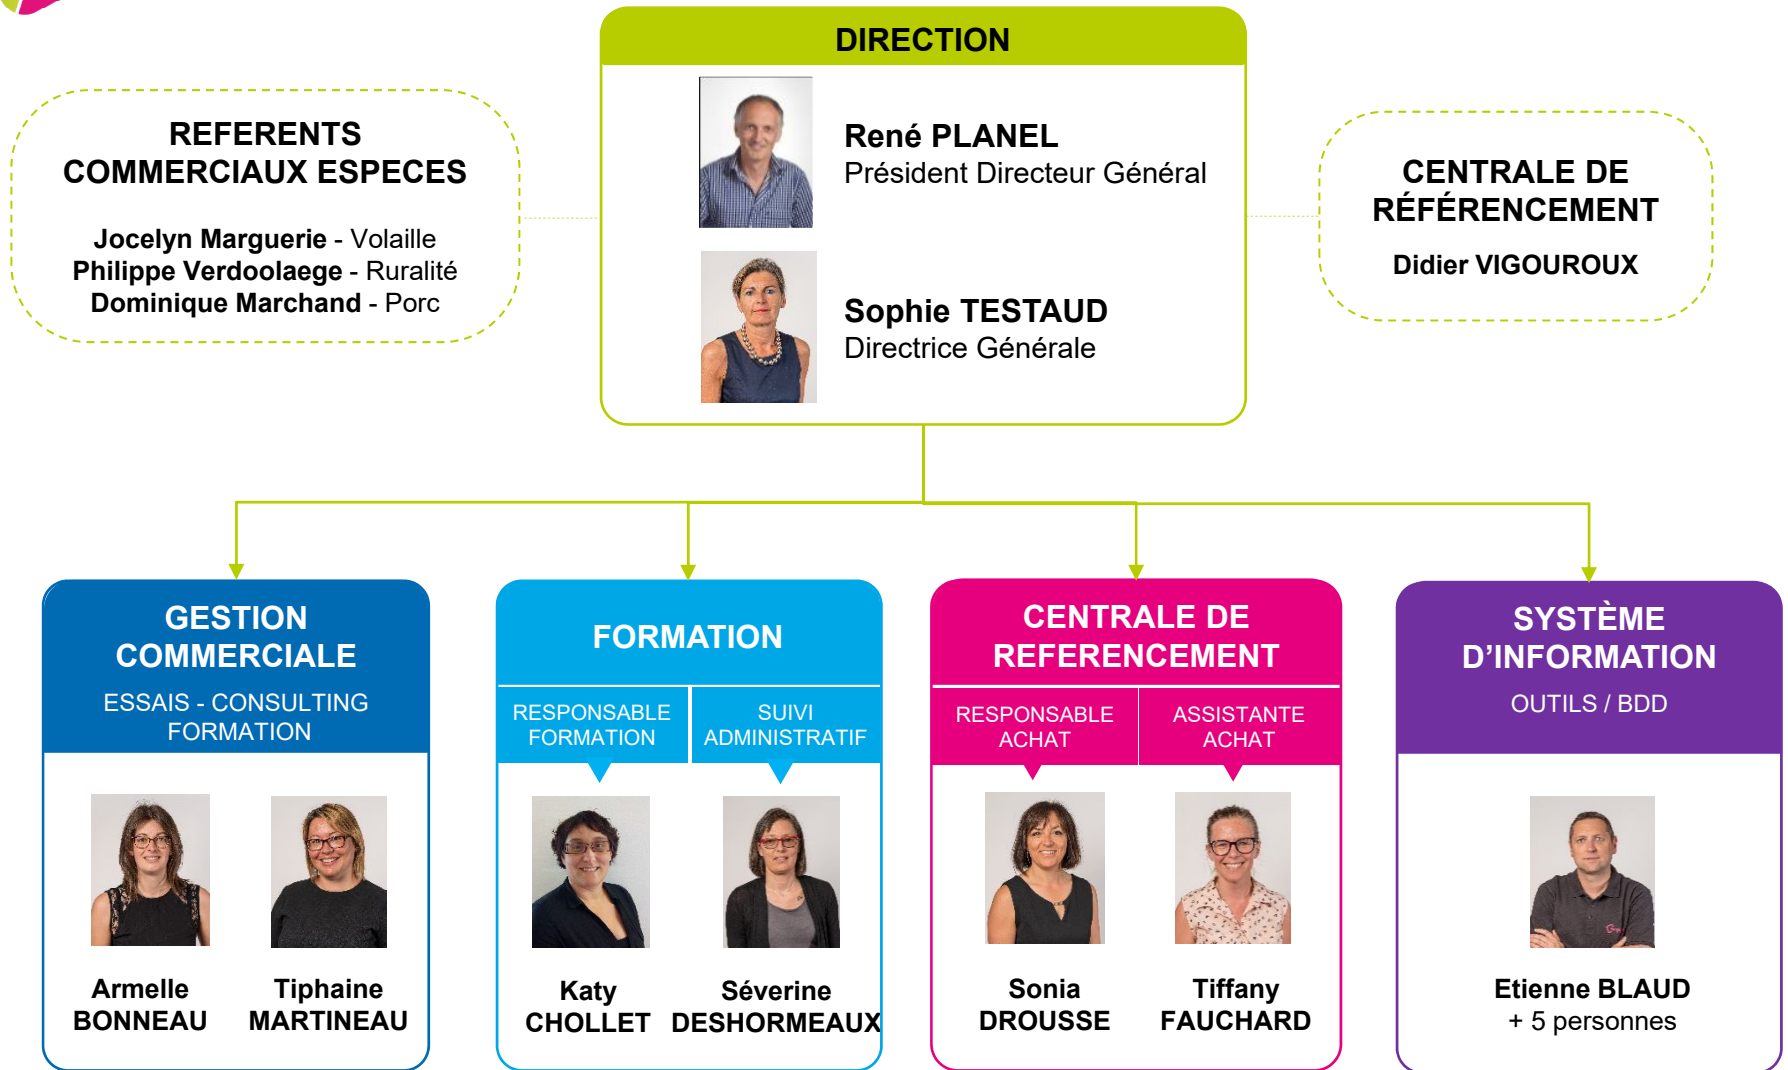 DIRECTION
René PLANEL
Président Directeur Général
Sophie TESTAUD
Directrice Générale
REFERENTS
COMMERCIAUX ESPECES
Jocelyn Marguerie - Volaille
Philippe Verdoolaege - Ruralité
Dominique Marchand - Porc
CENTRALE DE
RÉFÉRENCEMENT
Didier VIGOUROUX
GESTION
COMMERCIALE
ESSAIS - CONSULTING
FORMATION
Armelle
BONNEAU
Tiphaine
MARTINEAU
FORMATION
RESPONSABLE
FORMATION
SUIVI
ADMINISTRATIF
Katy
CHOLLET
Séverine
DESHORMEAUX
CENTRALE DE
REFERENCEMENT
RESPONSABLE
ACHAT
ASSISTANTE
ACHAT
Sonia
DROUSSE
Tiffany
FAUCHARD
SYSTÈME
D’INFORMATION
OUTILS / BDD
Etienne BLAUD
+ 5 personnes